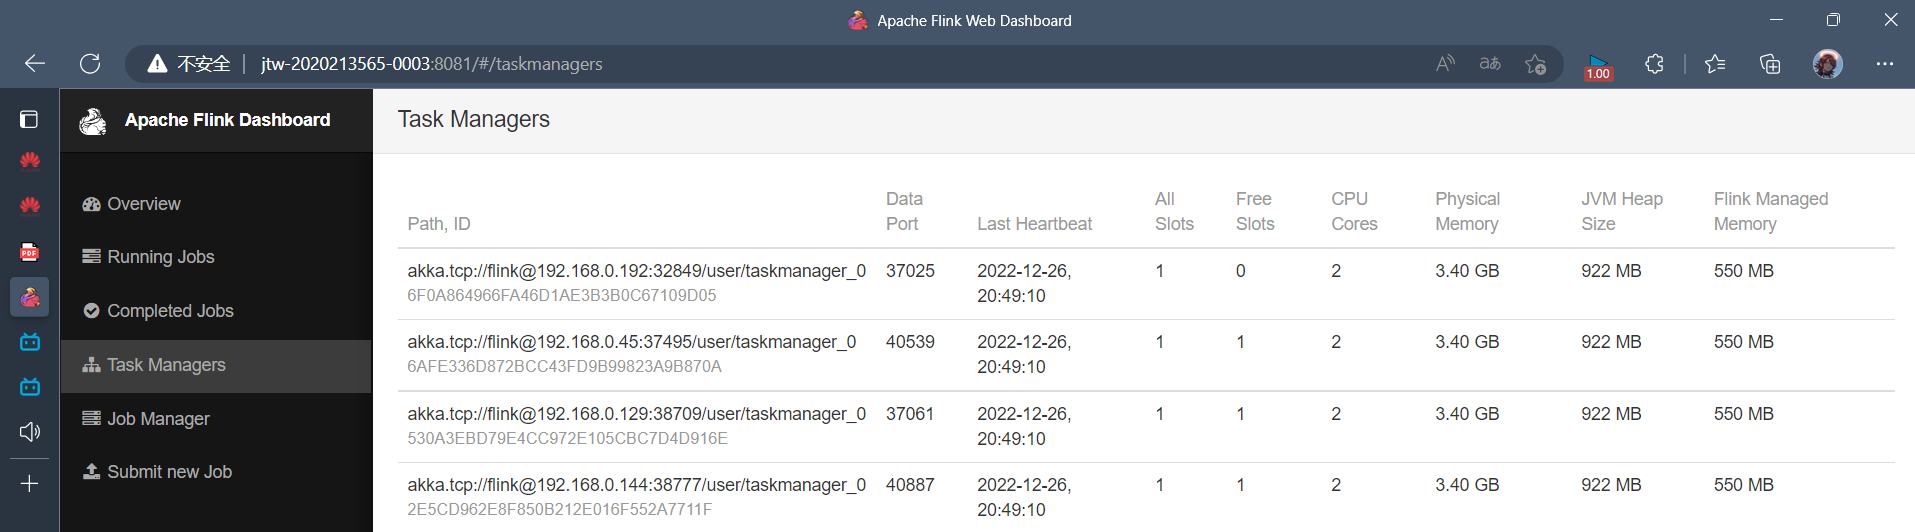 Apache Flink Web Dashboard
不安全 jtw-2020213565-0003:8081/#/taskmanagers
A aあ 1.00
Apache Flink Dashboard
Overview
Running Jobs
Completed Jobs
Task Managers
Job Manager
Submit new Job
PDF
Task Managers
Path, ID Data Port Last Heartbeat All Slots Free Slots CPU Cores Physical Memory JVM Heap Size Flink Managed Memory
akka.tcp://flink@192.168.0.192:32849/user/taskmanager_0 37025 2022-12-26, 1 0 2 3.40 GB 922 MB 550 MB
6F0A864966FA46D1AE3B3B0C67109D05 20:49:10
akka.tcp://flink@192.168.0.45:37495/user/taskmanager_0 40539 2022-12-26, 1 1 2 3.40 GB 922 MB 550 MB
6AFE336D872BCC43FD9B99823A9B870A 20:49:10
akka.tcp://flink@192.168.0.129:38709/user/taskmanager_0 37061 2022-12-26, 1 1 2 3.40 GB 922 MB 550 MB
530A3EBD79E4CC972E105CBC7D4D916E 20:49:10
akka.tcp://flink@192.168.0.144:38777/user/taskmanager_0 40887 2022-12-26, 1 1 2 3.40 GB 922 MB 550 MB
2E5CD962E8F850B212E016F552A7711F 20:49:10